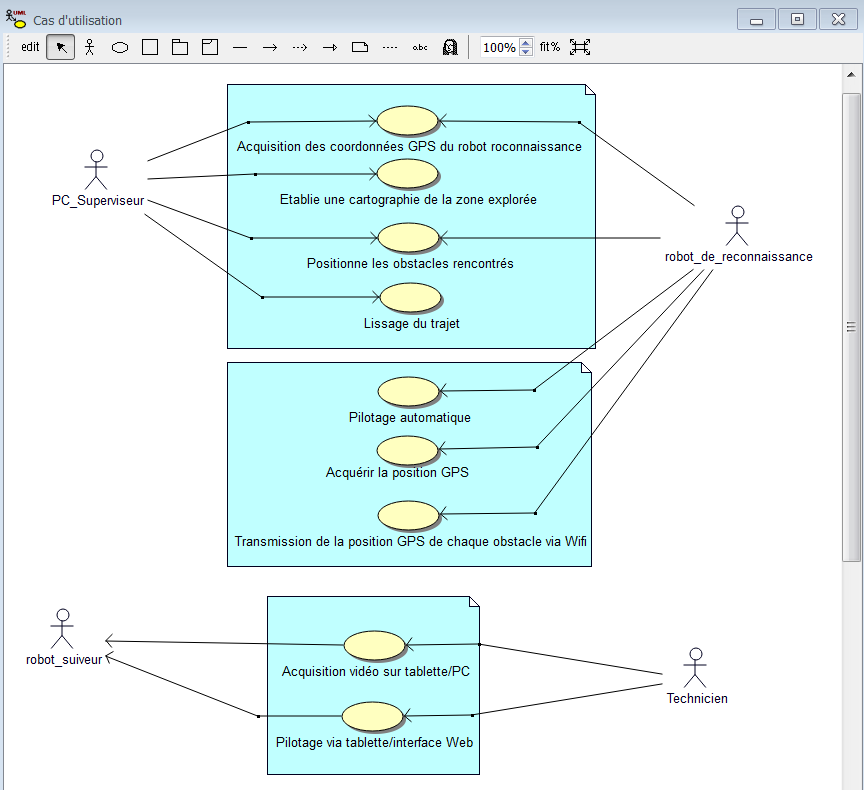 UML
Cas d'utilisation
edit
abc
100%
fit%
Acquisition des coordonnées GPS du robot roconnaissance
PC_Superviseur
Etablie une cartographie de la zone explorée
robot_de_reconnaissance
Positionne les obstacles rencontrés
Lissage du trajet
Pilotage automatique
Acquérir la position GPS
Transmission de la position GPS de chaque obstacle via Wifi
robot_suiveur
Acquisition vidéo sur tablette/PC
Technicien
Pilotage via tablette/interface Web